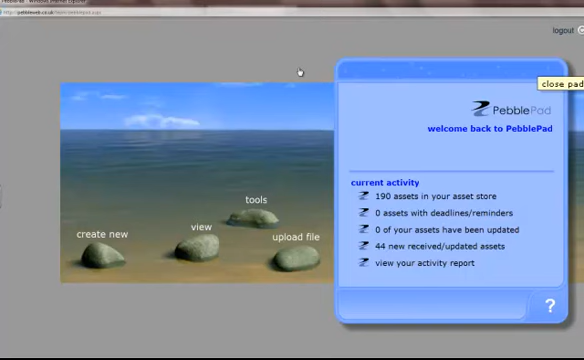 logout
close pad
PebblePad
welcome back to PebblePad
current activity
190 assets in your asset store
0 assets with deadlines/reminders
0 of your assets have been updated
44 new received/updated assets
view your activity report
tools
create new
view
upload file
?